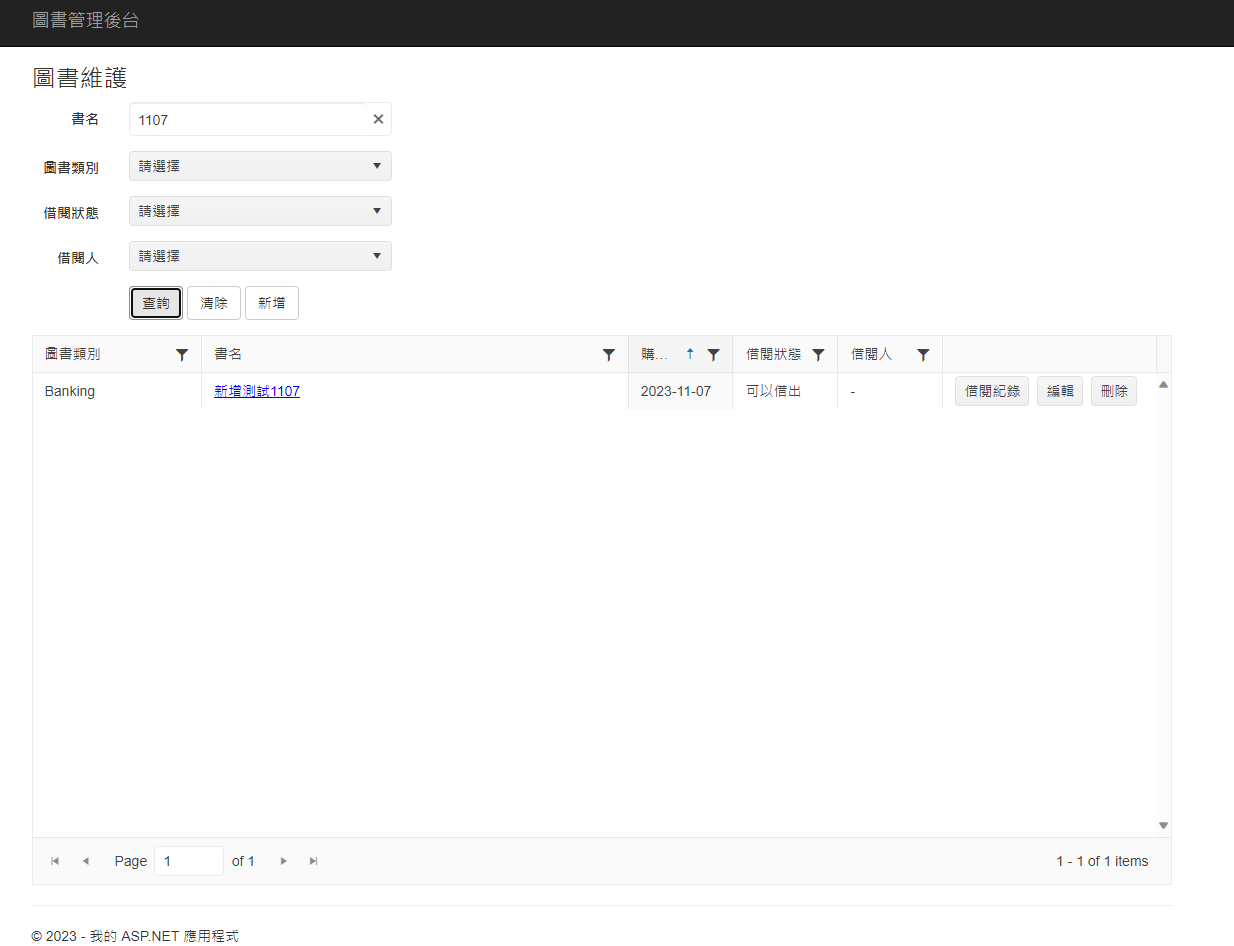 圖書管理後台
圖書維護
書名 1107
圖書類別 請選擇
借閱狀態 請選擇
借閱人 請選擇
查詢 清除 新增
圖書類別 書名 購... 借閱狀態 借閱人
Banking 新增測試1107 2023-11-07 可以借出 - 借閱紀錄 編輯 刪除
Page 1 of 1 1 - 1 of 1 items
© 2023 - 我的 ASP.NET 應用程式